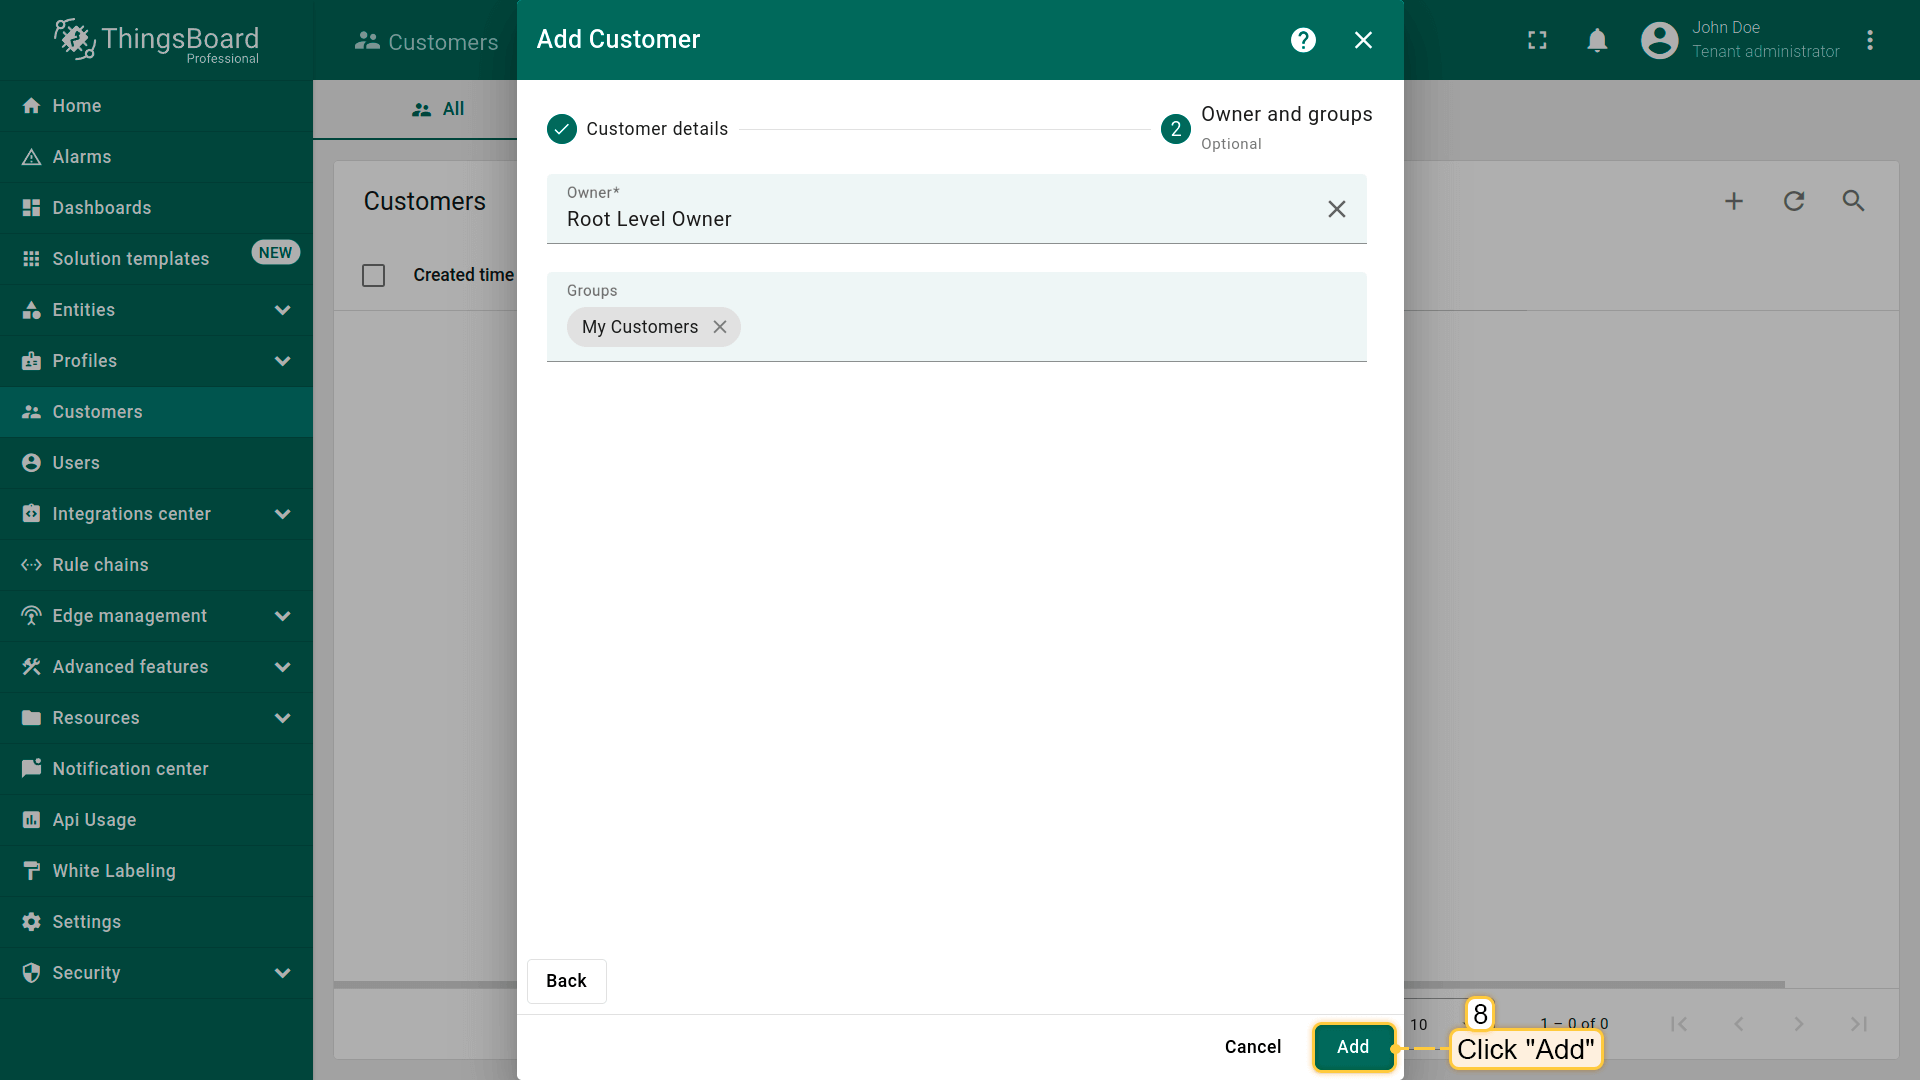 ThingsBoard
Professional
Home
Alarms
Dashboards
Solution templates
NEW
Entities
Profiles
Customers
Users
Integrations center
Rule chains
Edge management
Advanced features
Resources
Notification center
Api Usage
White Labeling
Settings
Security
Customers
John Doe
Tenant administrator
All
Customers
Created time
Add Customer
?
Customer details
2
Owner and groups
Optional
Owner*
Root Level Owner
Groups
My Customers
Back
Cancel
Add
8
Click "Add"
10
1 – 0 of 0